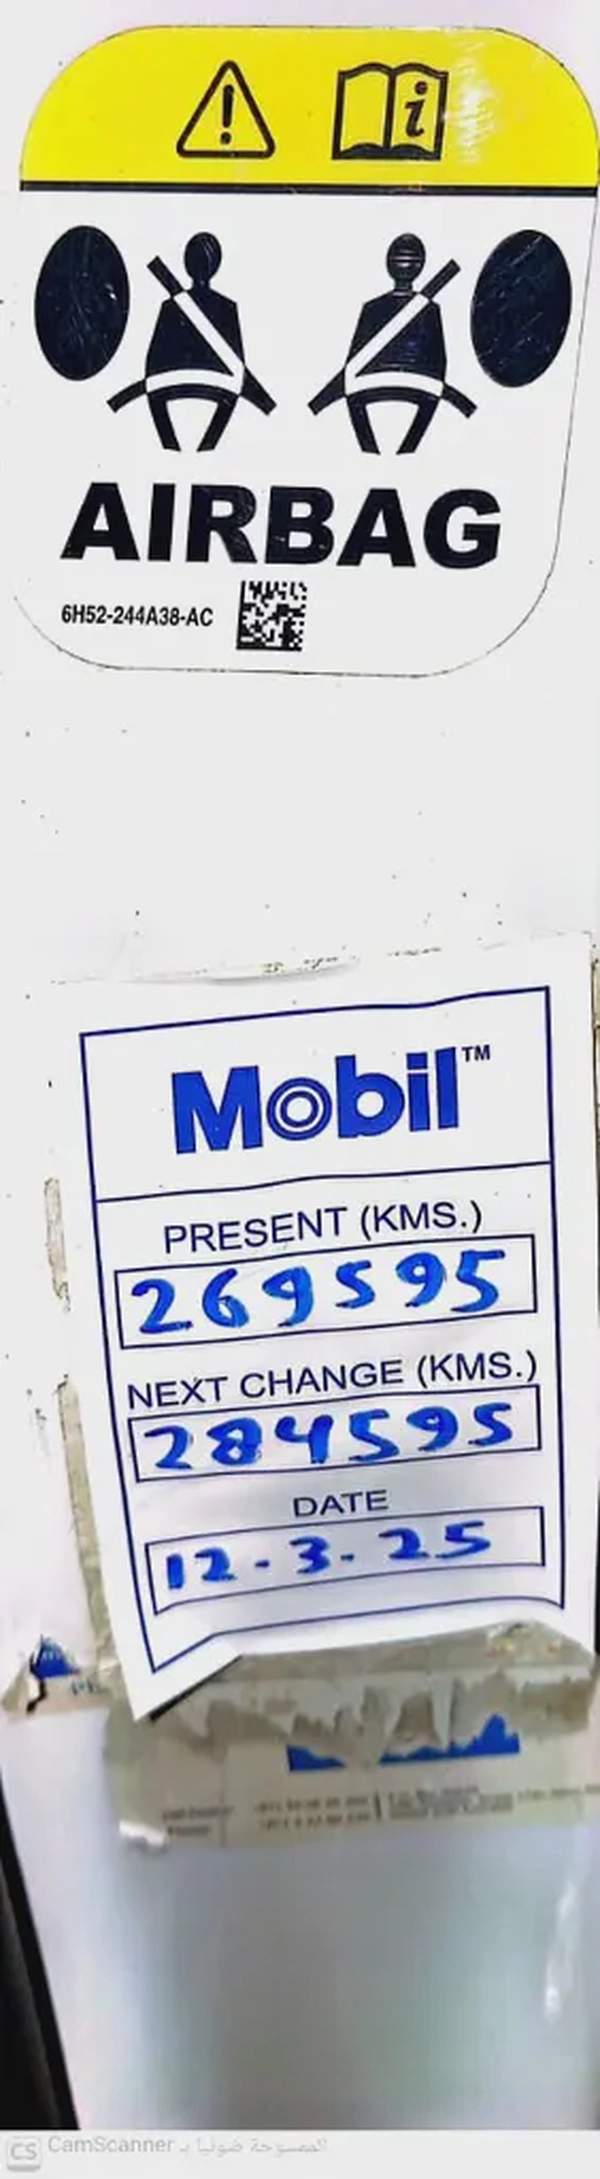 AIRBAG
6H52-244A38-AC
Mobil™
PRESENT (KMS.)
269595
NEXT CHANGE (KMS.)
284595
DATE
12-3-25
CS CamScanner الممسوحة ضوئيا بـ